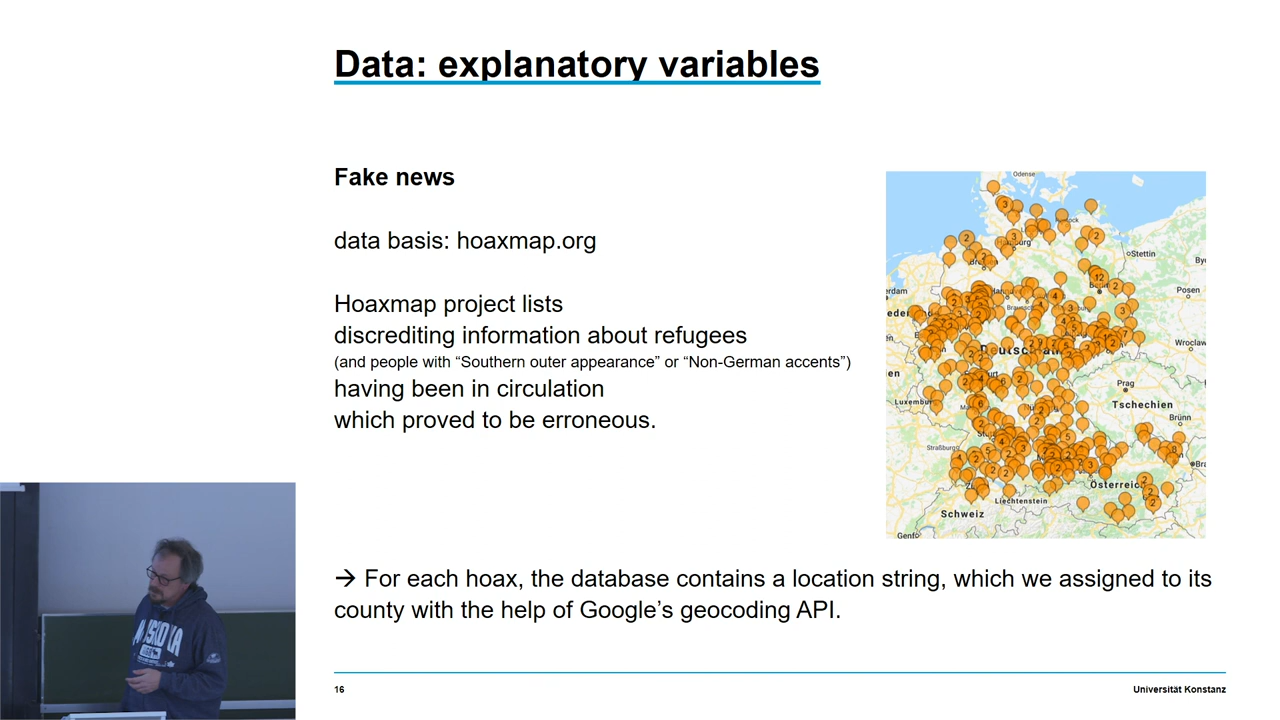 Data: explanatory variables
Fake news
data basis: hoaxmap.org
Hoaxmap project lists
discrediting information about refugees
(and people with “Southern outer appearance” or “Non-German accents”)
having been in circulation
which proved to be erroneous.
Odense
Stettin
Posen
Wroclaw
Prag
Tschechien
Brünn
Luxemburg
Straßburg
Liechtenstein
Österreich
Schweiz
Genf
→ For each hoax, the database contains a location string, which we assigned to its
county with the help of Google’s geocoding API.
16
Universität Konstanz